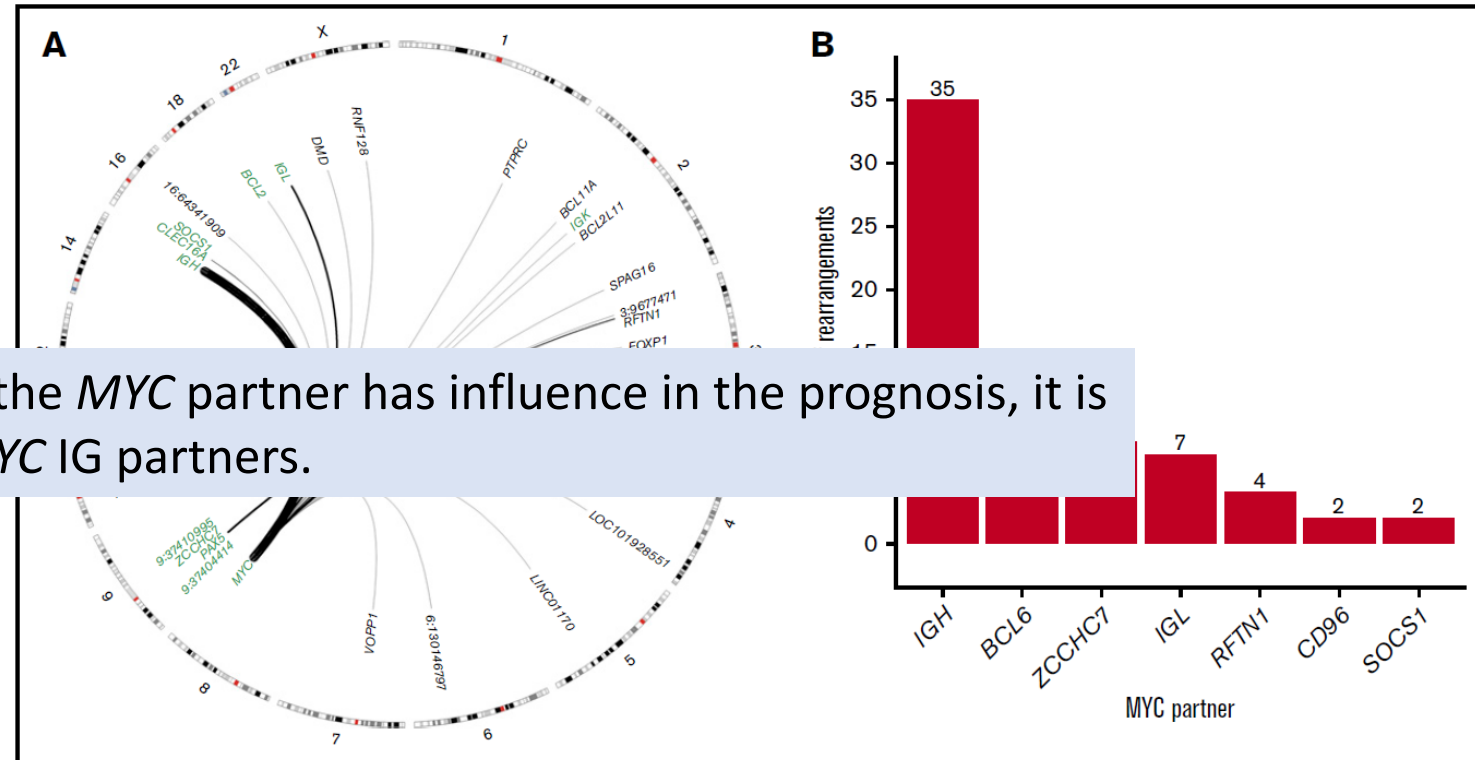 A
X
1
22
18
2
16
14
RNF128
DMD
IGL
BCL2
PTPRC
16:64341909
BCL11A
IGK
BCL2L11
SOCS1
CLEC16A
IGH
SPAG16
3:9677471
RFTN1
FOXP1
the MYC partner has influence in the prognosis, it is
YC IG partners.
9:37410995
ZCCHC7
PAX5
9:37404414
MYC
LOC101928551
LINC01170
6:130146797
VOPP1
4
5
6
7
8
9
B
35
30
25
20
0
rearrangements
35
7
4
2
2
IGH
BCL6
ZCCHC7
IGL
RFTN1
CD96
SOCS1
MYC partner